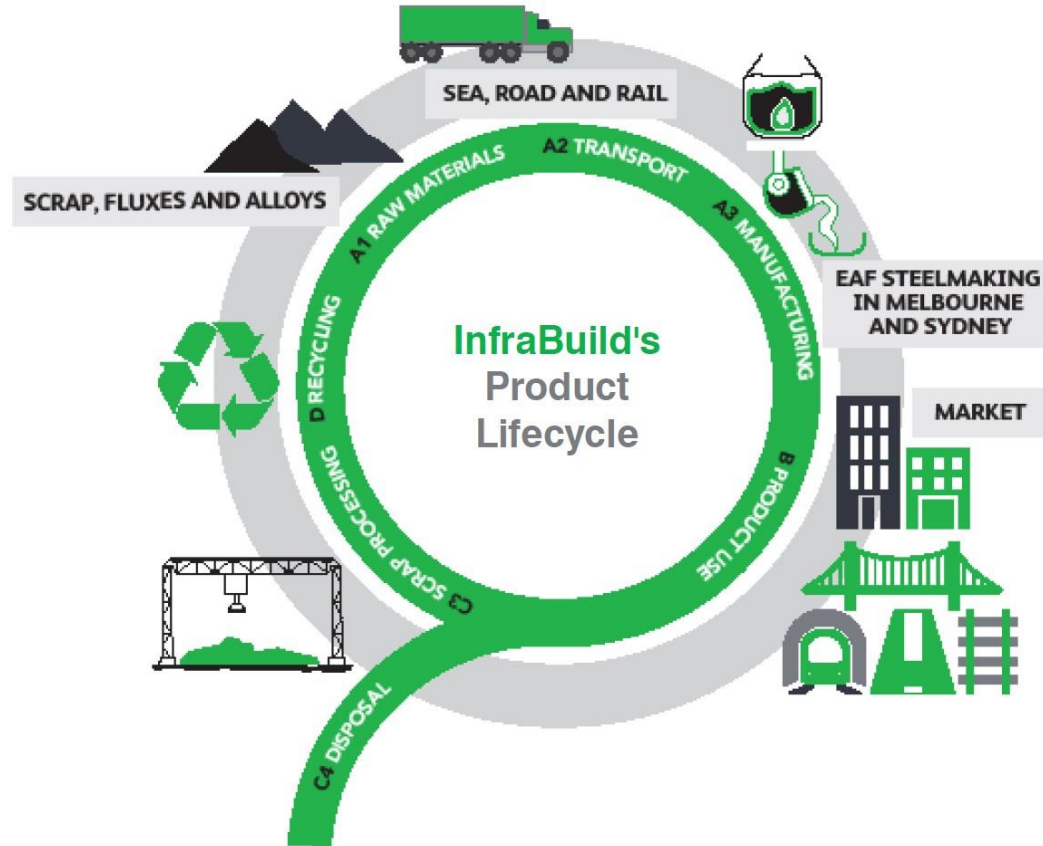 SEA, ROAD AND RAIL
SCRAP, FLUXES AND ALLOYS
A1 RAW MATERIALS
A2 TRANSPORT
A3 MANUFACTURING
EAF STEELMAKING
IN MELBOURNE
AND SYDNEY
MARKET
InfraBuild's
Product
Lifecycle
B PRODUCT USE
C3 SCRAP PROCESSING
D RECYCLING
C4 DISPOSAL